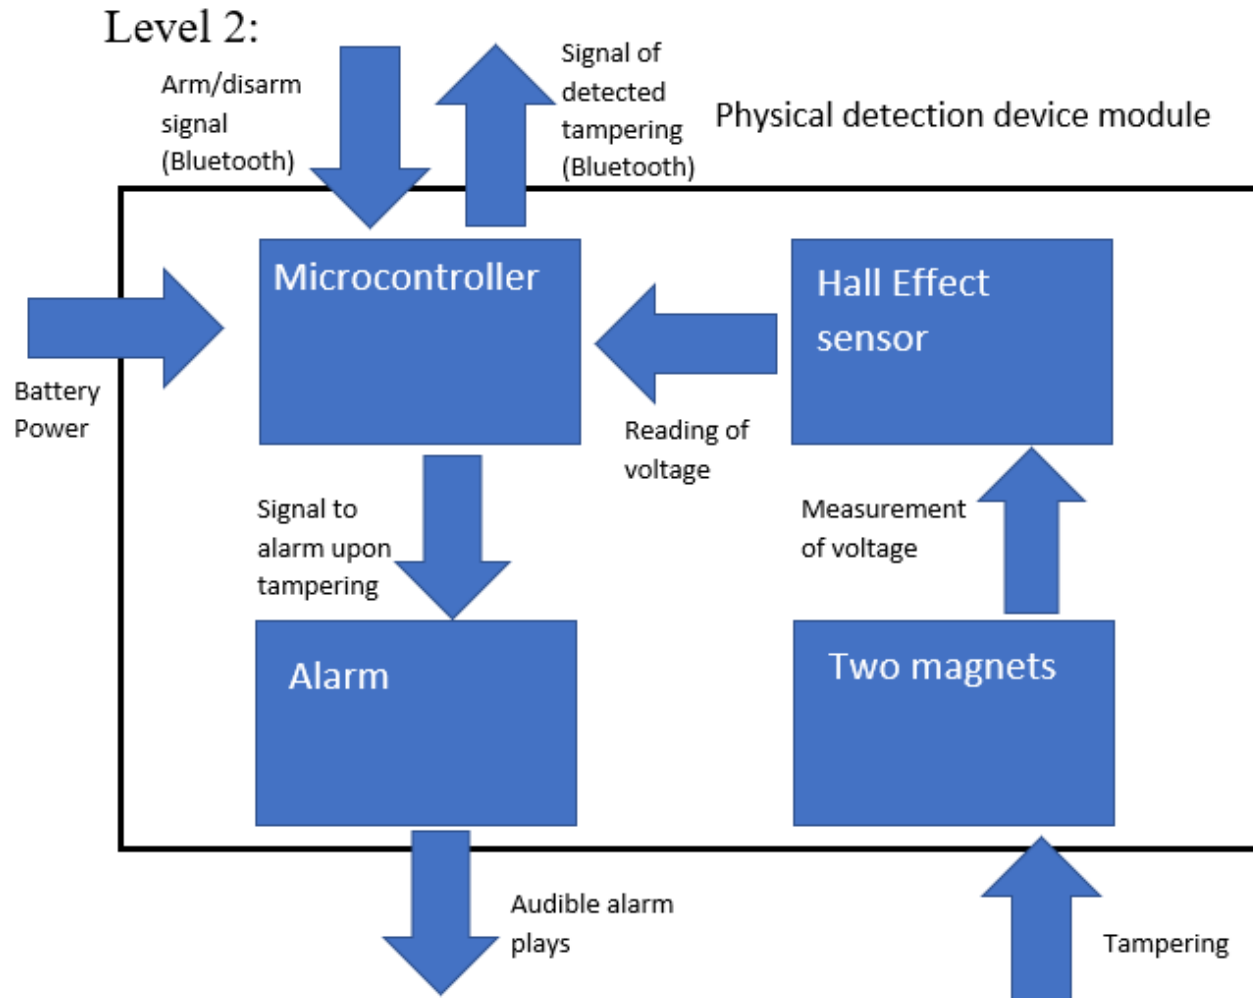 Level 2:
Arm/disarm
signal
(Bluetooth)
Signal of
detected
tampering
(Bluetooth)
Physical detection device module
Microcontroller
Hall Effect
sensor
Battery
Power
Reading of
voltage
Signal to
alarm upon
tampering
Measurement
of voltage
Alarm
Two magnets
Audible alarm
plays
Tampering